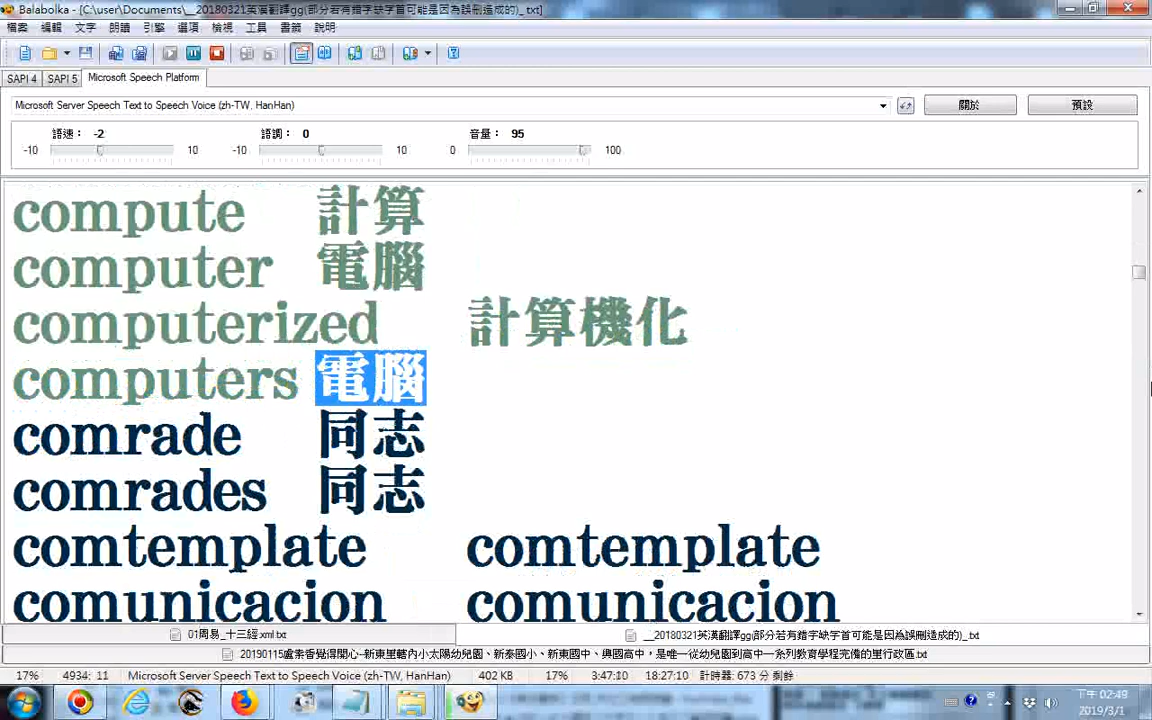 Balabolka - [C:\user\Documents\__20180321英漢翻譯gg(部分若有錯字缺字首可能是因為誤刪造成的)_.txt]
檔案 編輯 文字 朗讀 引擎 選項 檢視 工具 書籤 說明
SAPI 4 SAPI 5 Microsoft Speech Platform
Microsoft Server Speech Text to Speech Voice (zh-TW, HanHan) 關於 預設
語速： -2 語調： 0 音量： 95
-10 10 -10 10 0 100
compute 計算
computer 電腦
computerized 計算機化
computers 電腦
comrade 同志
comrades 同志
comtemplate comtemplate
comunicacion comunicacion
01周易_十三經.xml.txt __20180321英漢翻譯gg(部分若有錯字缺字首可能是因為誤刪造成的)_.txt
20190115盧素香覺得開心-新東里轄內小太陽幼兒園、新泰國小、新東國中、興國高中，是唯一從幼兒園到高中一系列教育學程完備的里行政區.txt
17% 4934: 11 Microsoft Server Speech Text to Speech Voice (zh-TW, HanHan) 402 KB 17% 3:47:10 18:27:10 計時器: 673 分 剩餘
下午 02:49
2019/3/1